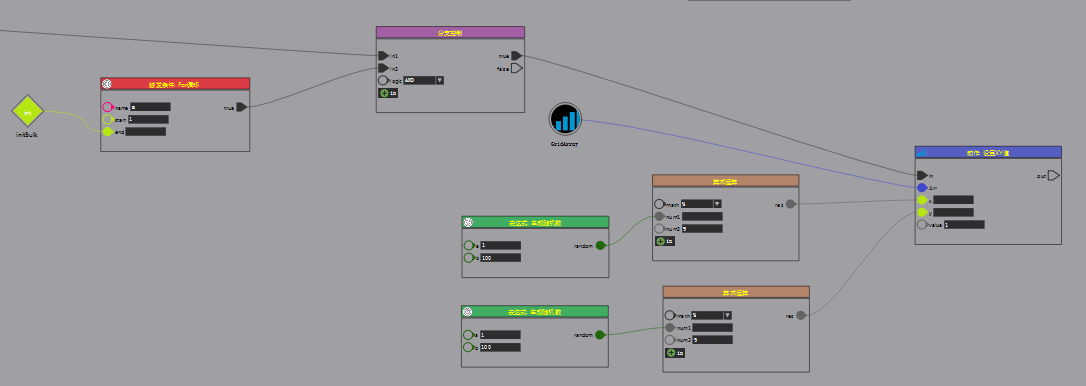 分支控制
in1
true
in2
false
logic AND
in
触发条件: For循环
name n
true
start 1
end
int
initBulk
GridArray
动作: 设置XY值
in
out
Arr
x
y
value 1
算术运算
math %
res
num1
num2 5
in
表达式: 生成随机数
a 1
random
b 100
算术运算
math %
res
num1
num2 5
in
表达式: 生成随机数
a 1
random
b 100